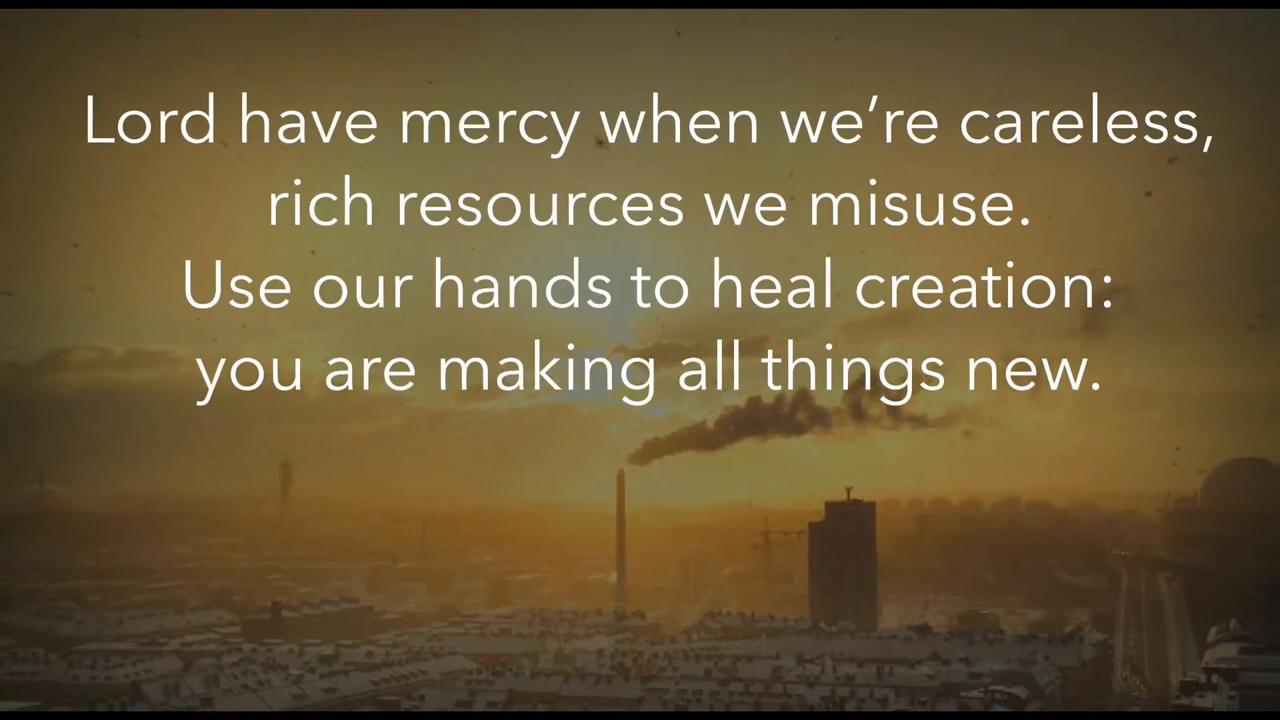 Lord have mercy when we’re careless,
rich resources we misuse.
Use our hands to heal creation:
you are making all things new.